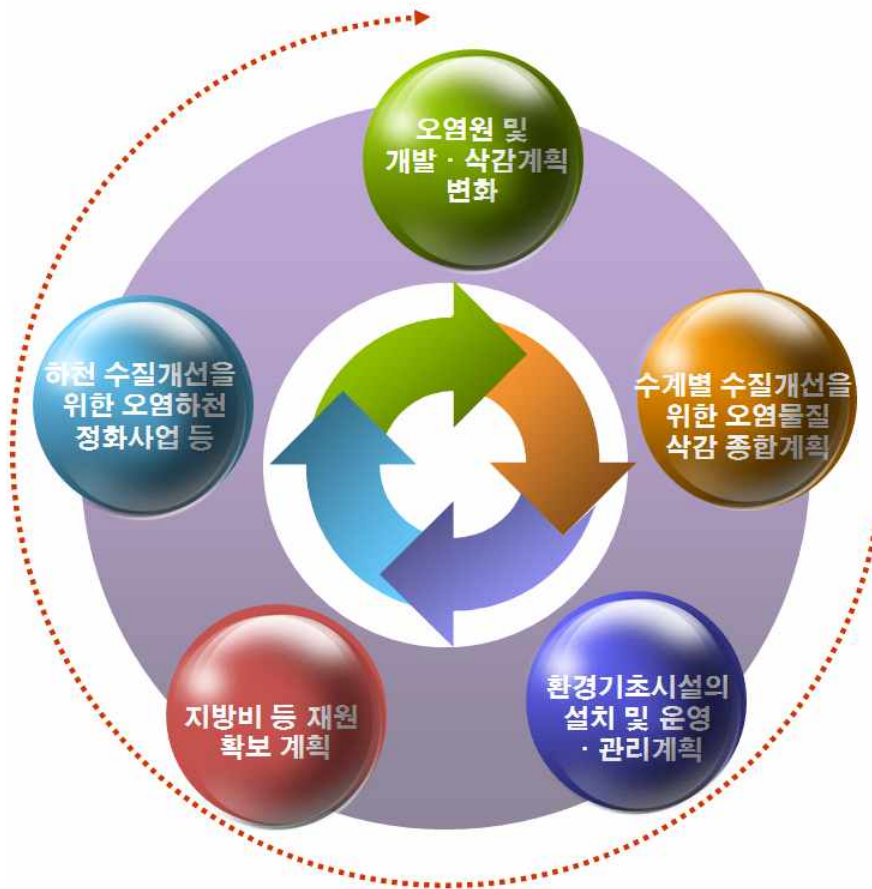 오염원 및
개발 · 삭감계획
변화
수계별 수질개선을
위한 오염물질
삭감 종합계획
환경기초시설의
설치 및 운영
· 관리계획
지방비 등 재원
확보 계획
하천 수질개선을
위한 오염하천
정화사업 등